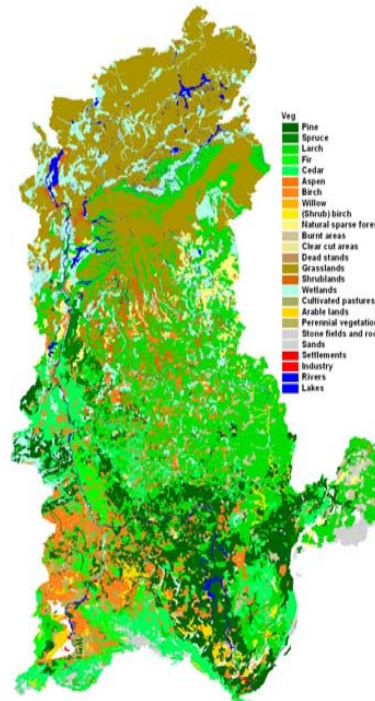 Veg
Pine
Spruce
Larch
Fir
Cedar
Aspen
Birch
Willow
(Shrub) birch
Natural sparse fores
Burnt areas
Clear cut areas
Dead stands
Grasslands
Shrublands
Wetlands
Cultivated pastures
Arable lands
Perennial vegetation
Stone fields and roc
Sands
Settlements
Industry
Rivers
Lakes